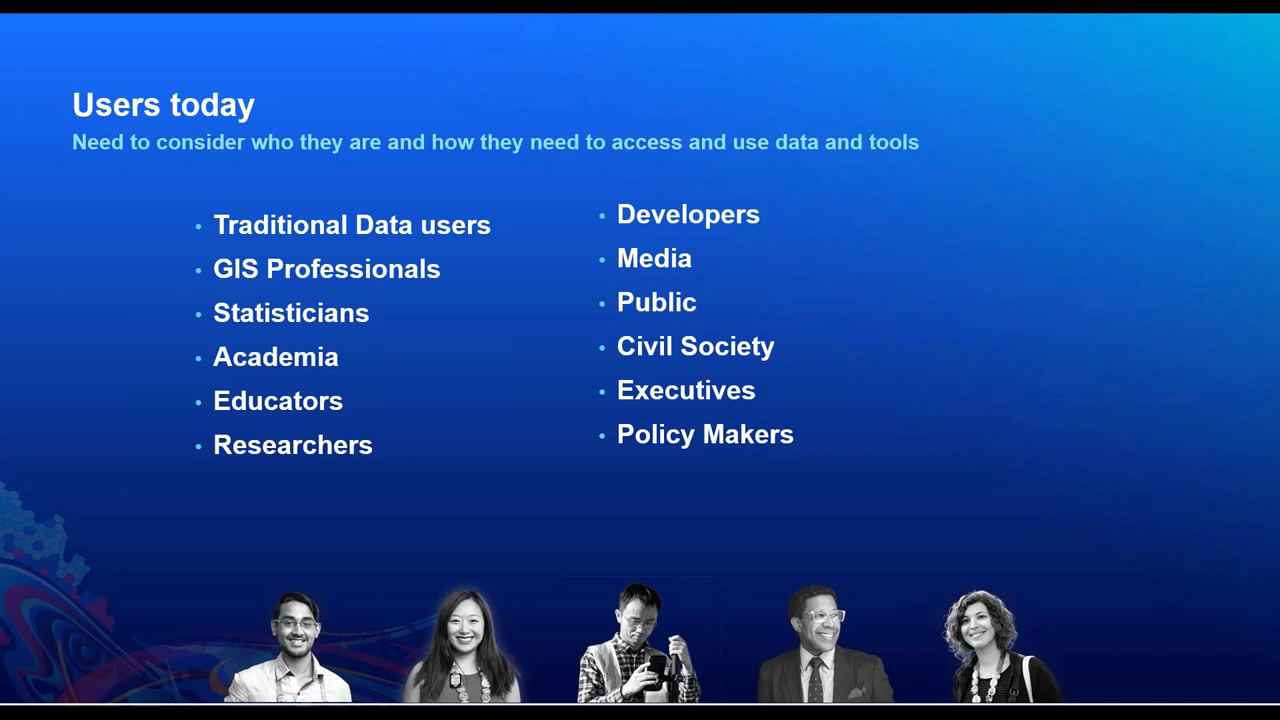 Users today
Need to consider who they are and how they need to access and use data and tools
Traditional Data users
GIS Professionals
Statisticians
Academia
Educators
Researchers
Developers
Media
Public
Civil Society
Executives
Policy Makers